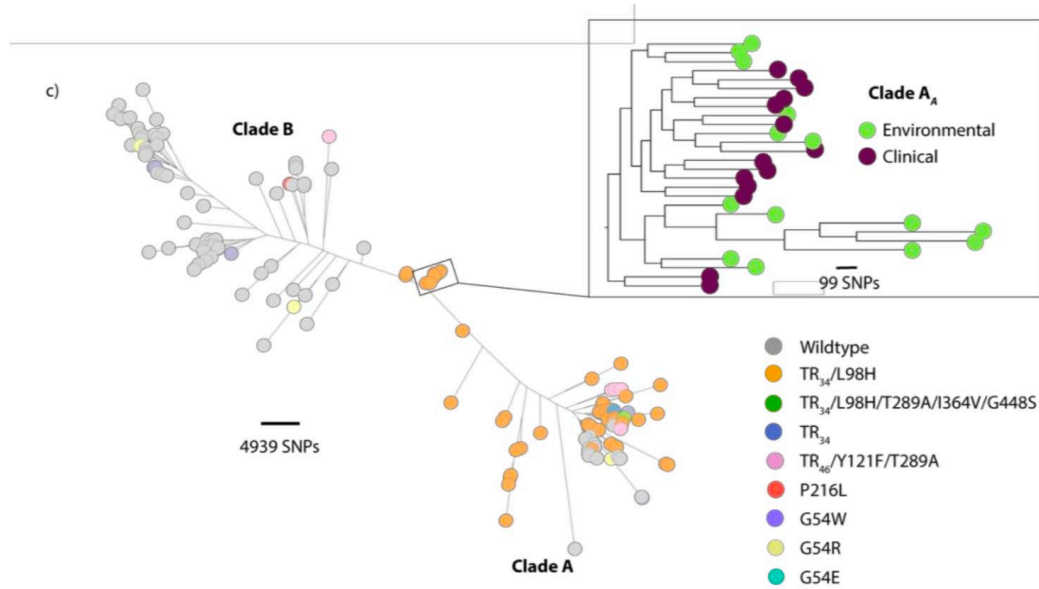 c)
Clade B
Clade A_A
Environmental
Clinical
99 SNPs
4939 SNPs
Clade A
Wildtype
TR34/L98H
TR34/L98H/T289A/I364V/G448S
TR34
TR46/Y121F/T289A
P216L
G54W
G54R
G54E